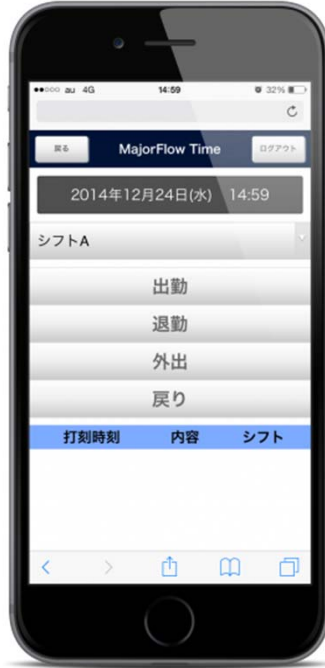 au 4G 14:59 32%
戻る MajorFlow Time ログアウト
2014年12月24日(水) 14:59
シフトA
出勤
退勤
外出
戻り
打刻時刻 内容 シフト